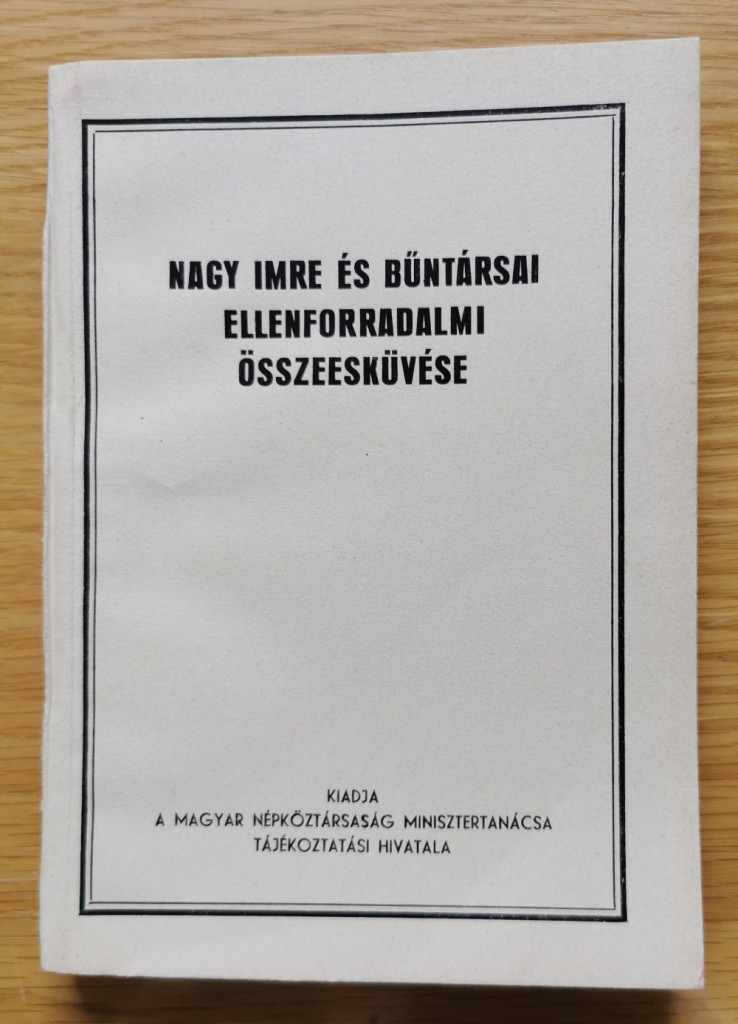 NAGY IMRE ÉS BŰNTÁRSAI
ELLENFORRADALMI
ÖSSZEESKÜVÉSE
KIADJA
A MAGYAR NÉPKÖZTÁRSASÁG MINISZTERTANÁCSA
TÁJÉKOZTATÁSI HIVATALA